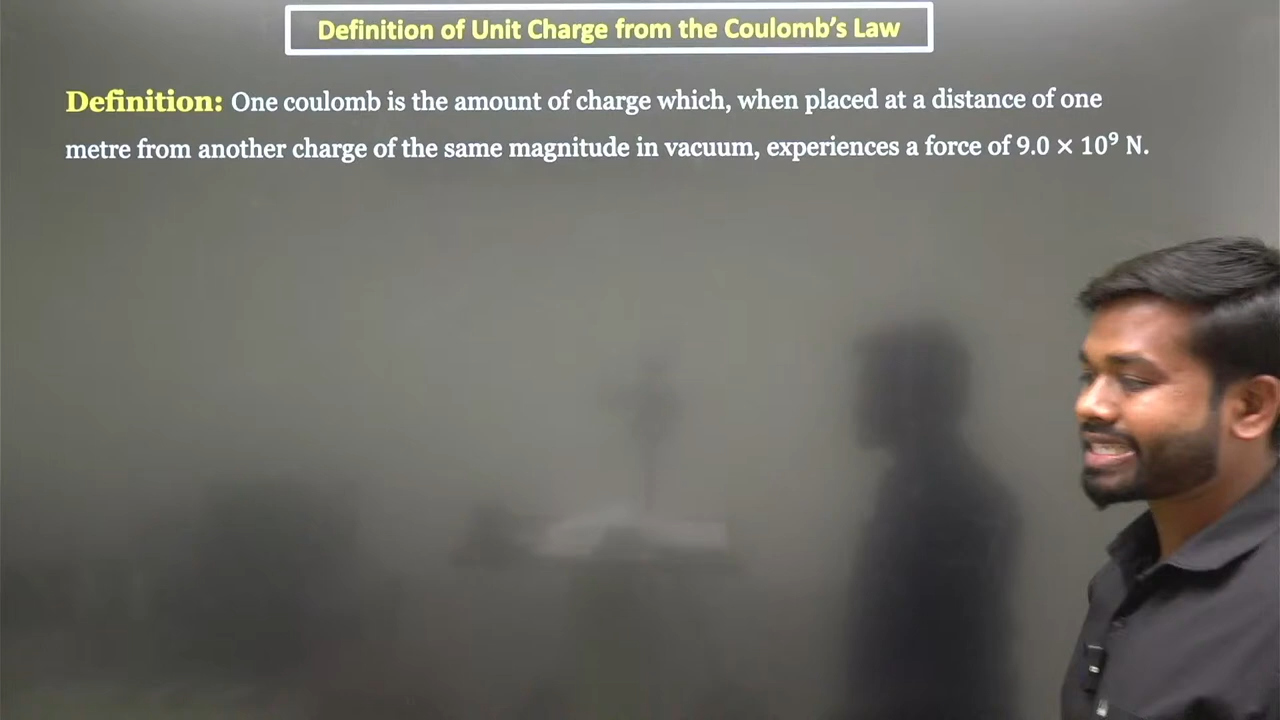 Definition of Unit Charge from the Coulomb's Law
Definition: One coulomb is the amount of charge which, when placed at a distance of one
metre from another charge of the same magnitude in vacuum, experiences a force of 9.0 × 10⁹ N.